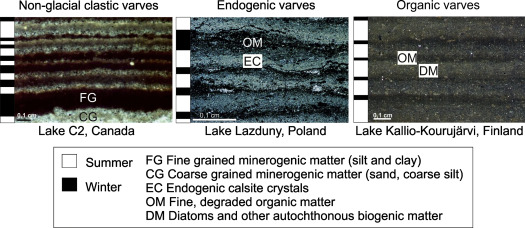 Non-glacial clastic varves
Endogenic varves
Organic varves
FG
CG
0.1 cm
OM
EC
0.1 cm
OM
DM
0.1 cm
Lake C2, Canada
Lake Lazduny, Poland
Lake Kallio-Kourujärvi, Finland
Summer
Winter
FG Fine grained minerogenic matter (silt and clay)
CG Coarse grained minerogenic matter (sand, coarse silt)
EC Endogenic calsite crystals
OM Fine, degraded organic matter
DM Diatoms and other autochthonous biogenic matter